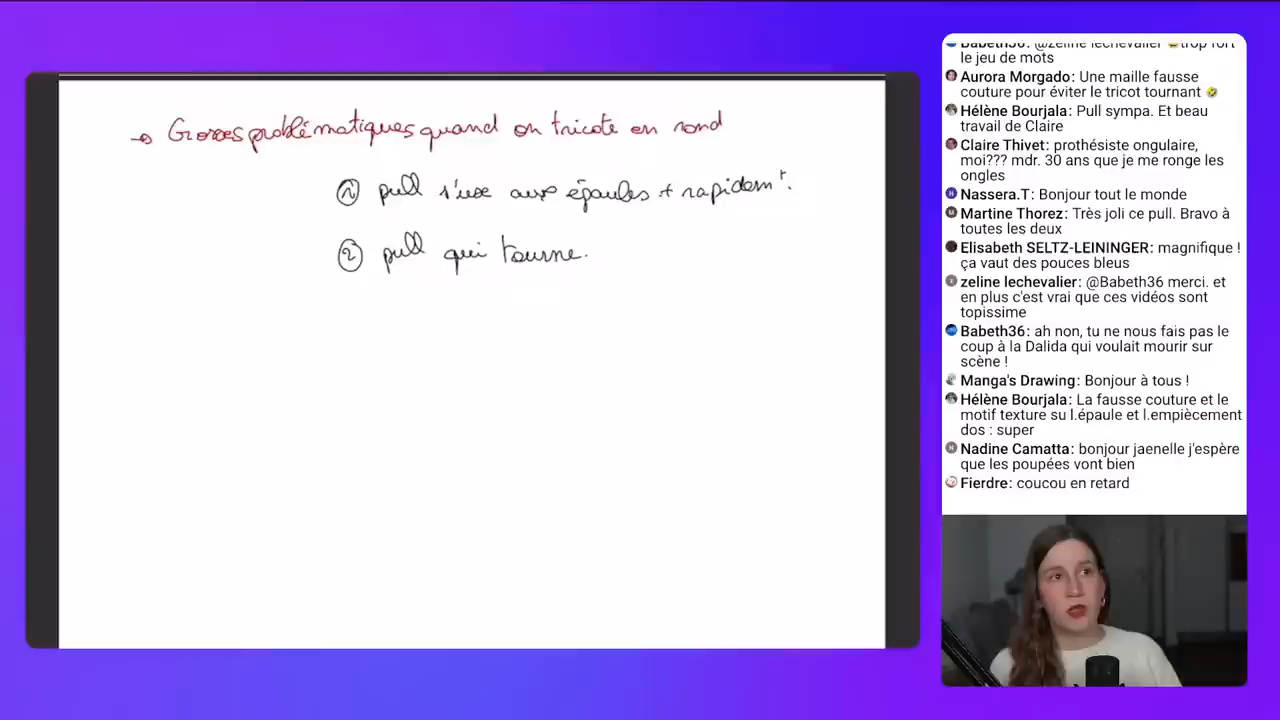 → Grosses problématiques quand on tricote en rond
① pull s'use aux épaules + rapidem^t.
② pull qui tourne.
Babeth36: @zeline lechevalier 😂trop fort
le jeu de mots
Aurora Morgado: Une maille fausse
couture pour éviter le tricot tournant 🤣
Hélène Bourjala: Pull sympa. Et beau
travail de Claire
Claire Thivet: prothésiste ongulaire,
moi??? mdr. 30 ans que je me ronge les
ongles
Nassera.T: Bonjour tout le monde
Martine Thorez: Très joli ce pull. Bravo à
toutes les deux
Elisabeth SELTZ-LEININGER: magnifique !
ça vaut des pouces bleus
zeline lechevalier: @Babeth36 merci. et
en plus c'est vrai que ces vidéos sont
topissime
Babeth36: ah non, tu ne nous fais pas le
coup à la Dalida qui voulait mourir sur
scène !
Manga's Drawing: Bonjour à tous !
Hélène Bourjala: La fausse couture et le
motif texture su l.épaule et l.empiècement
dos : super
Nadine Camatta: bonjour jaenelle j'espère
que les poupées vont bien
Fierdre: coucou en retard